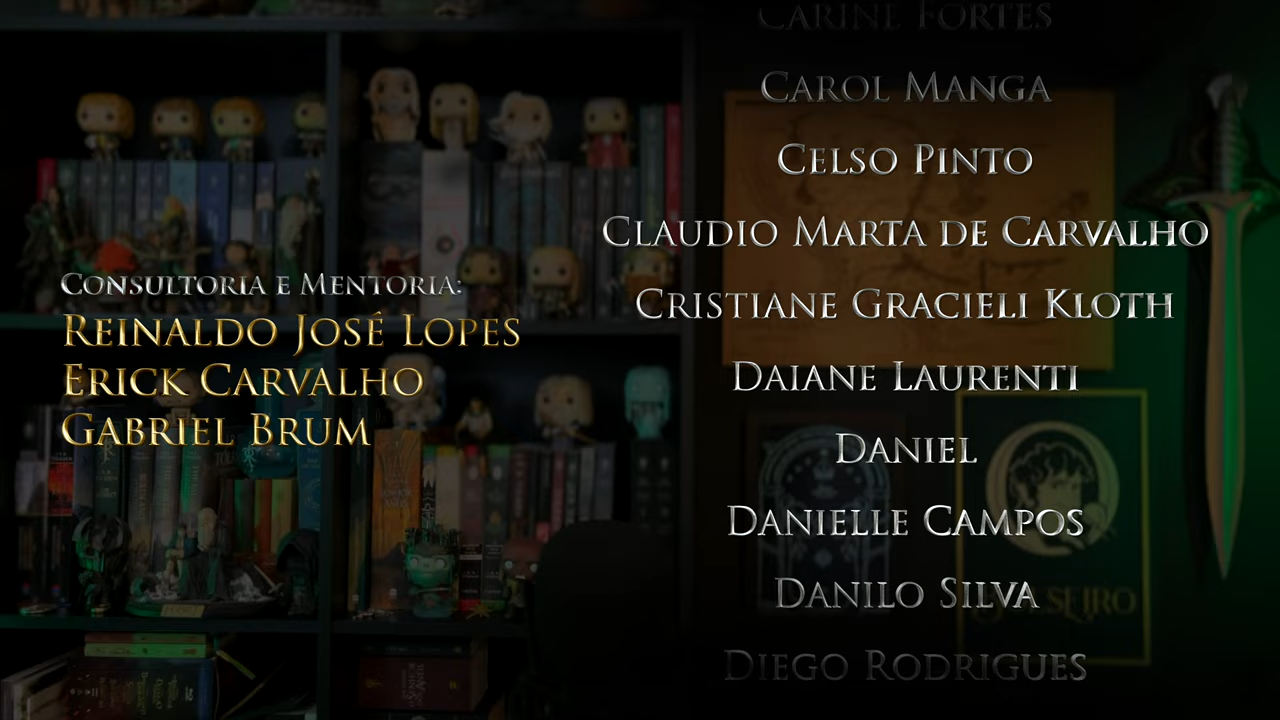 Consultoria e Mentoria:
Reinaldo José Lopes
Erick Carvalho
Gabriel Brum
Carine Fortes
Carol Manga
Celso Pinto
Claudio Marta de Carvalho
Cristiane Gracieli Kloth
Daiane Laurenti
Daniel
Danielle Campos
Danilo Silva
Diego Rodrigues